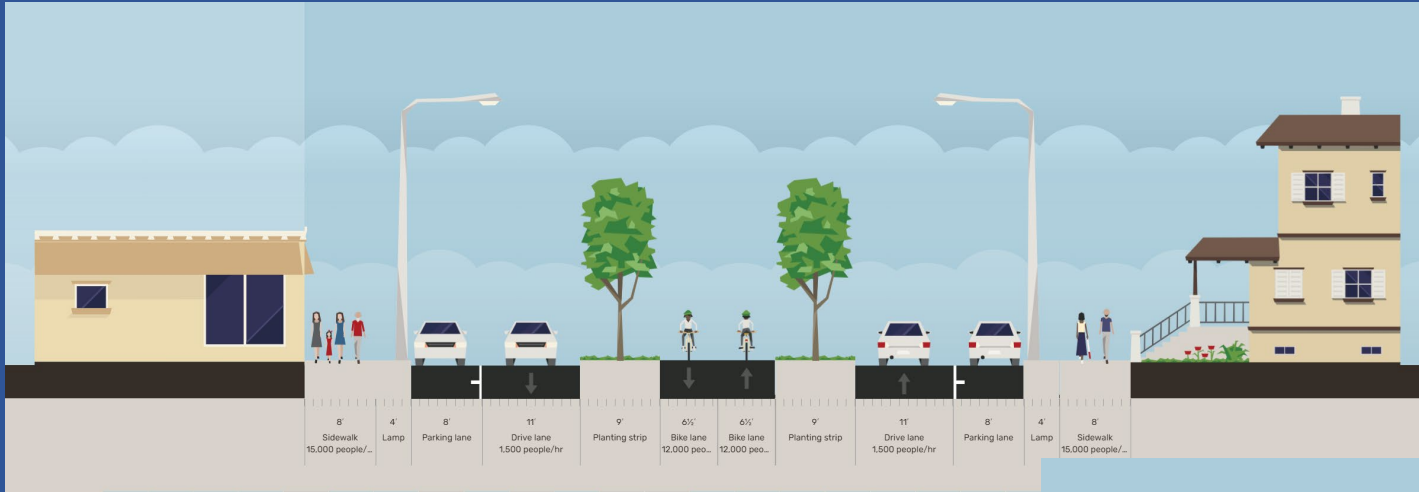 8′
Sidewalk
15,000 people/...
4′
Lamp
8′
Parking lane
11′
Drive lane
1,500 people/hr
9′
Planting strip
6½′
Bike lane
12,000 peo...
6½′
Bike lane
12,000 peo...
9′
Planting strip
11′
Drive lane
1,500 people/hr
8′
Parking lane
4′
Lamp
8′
Sidewalk
15,000 people/...